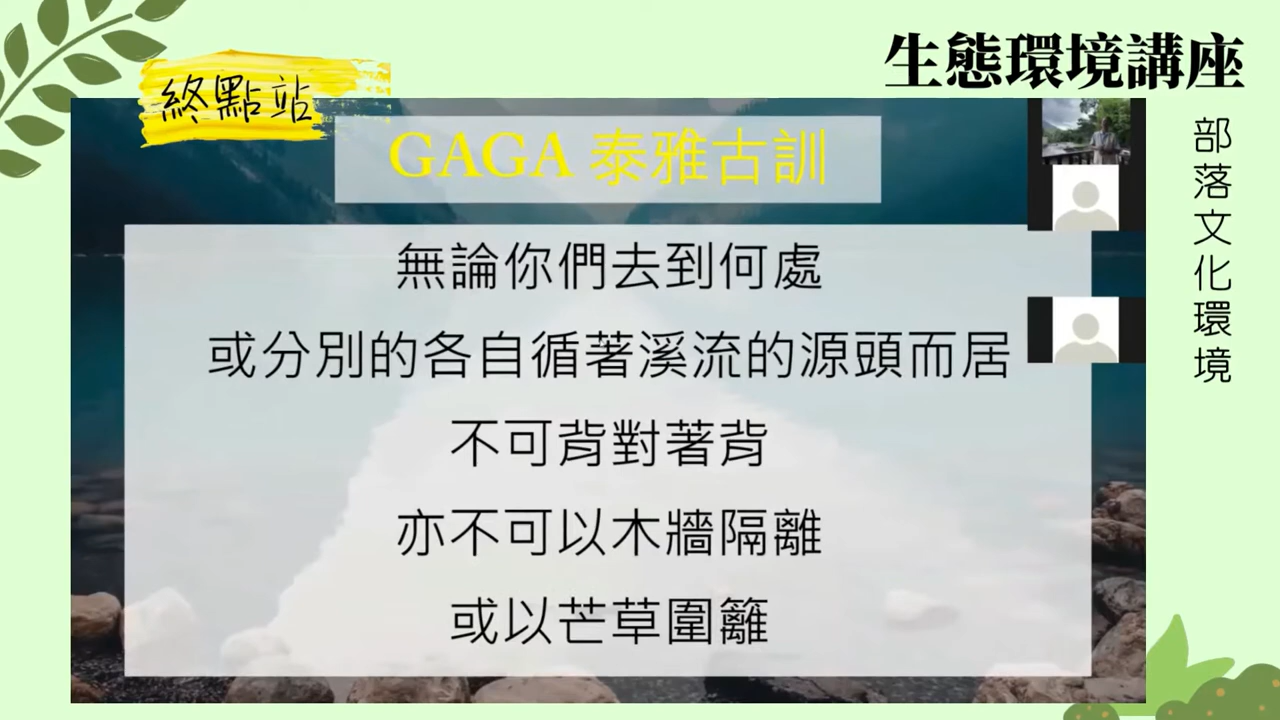 生態環境講座
終點站
GAGA 泰雅古訓
無論你們去到何處
或分別的各自循著溪流的源頭而居
不可背對著背
亦不可以木牆隔離
或以芒草圍籬
部落文化環境